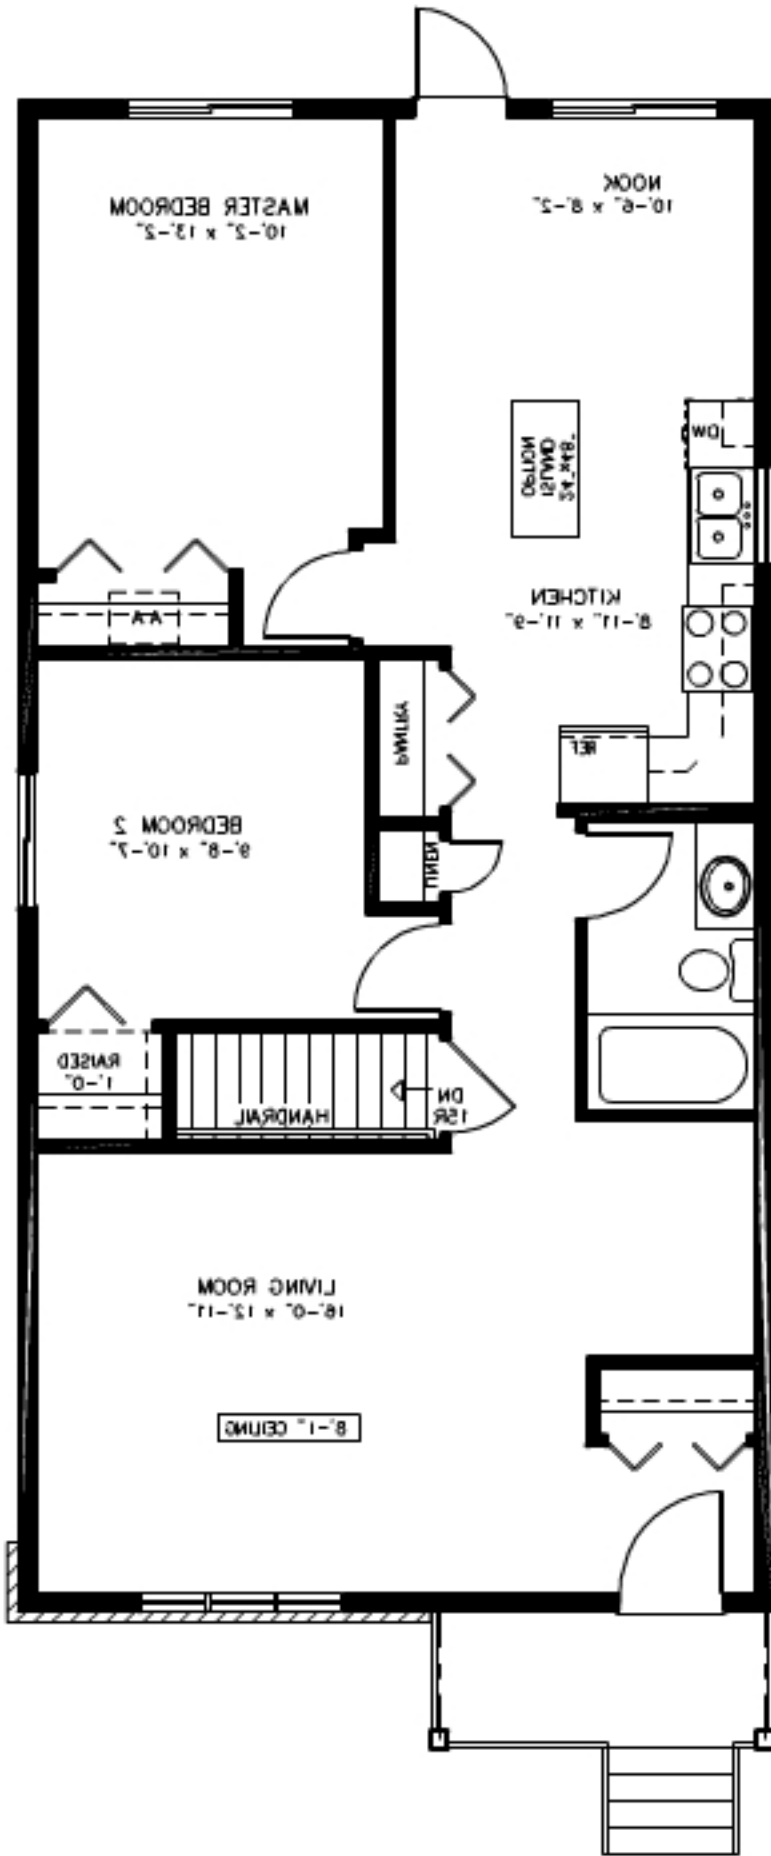 MASTER BEDROOM
10'-2" x 13'-2"
NOOK
10'-6" x 8'-2"
OPTION
ISLAND
24"x48"
DW
KITCHEN
8'-11" x 11'-9"
AA
REF
PANTRY
BEDROOM 2
9'-8" x 10'-7"
LINEN
RAISED
1'-0"
HANDRAIL
DN
15R
LIVING ROOM
16'-0" x 12'-11"
8'-1" CEILING